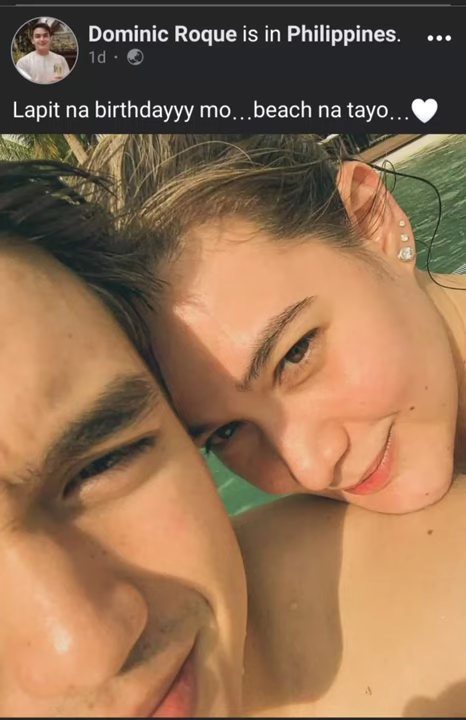 Dominic Roque is in Philippines.
1d ·
Lapit na birthdayyy mo...beach na tayo...🤍